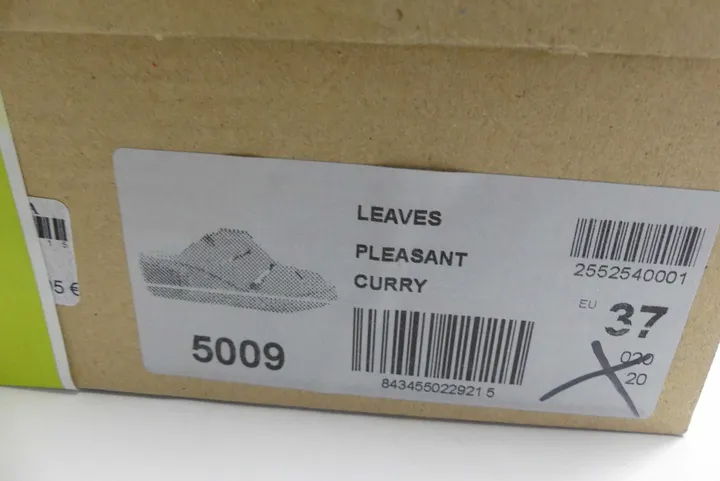 LEAVES
PLEASANT
CURRY
5009
8434550229215
2552540001
EU 37
020
20
A
5 €